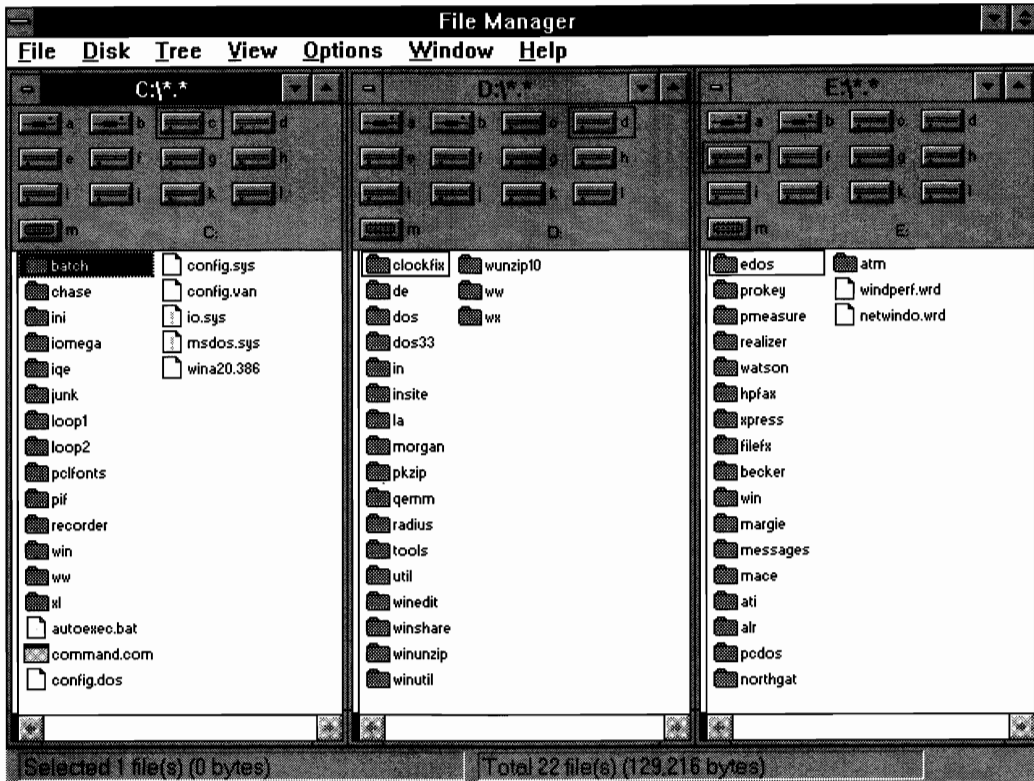 File Manager
File Disk Tree View Options Window Help
C:\*.*
a b c d
e f g h
i j k l
m C:
batch
chase
ini
iomega
iqe
junk
loop1
loop2
pclfonts
pif
recorder
win
ww
xl
autoexec.bat
command.com
config.dos
config.sys
config.van
io.sys
msdos.sys
wina20.386
D:\*.*
a b c d
e f g h
i j k l
m D:
clockfix
de
dos
dos33
in
insite
la
morgan
pkzip
qemm
radius
tools
util
winedit
winshare
winunzip
winutil
wunzip10
ww
wx
E:\*.*
a b c d
e f g h
i j k l
m E:
edos
prokey
pmeasure
realizer
watson
hpfax
xpress
filefx
becker
win
margie
messages
mace
ati
alr
pcdos
northgat
atm
windperf.wrd
netwindo.wrd
Selected 1 file(s) (0 bytes)
Total 22 file(s) (129,216 bytes)